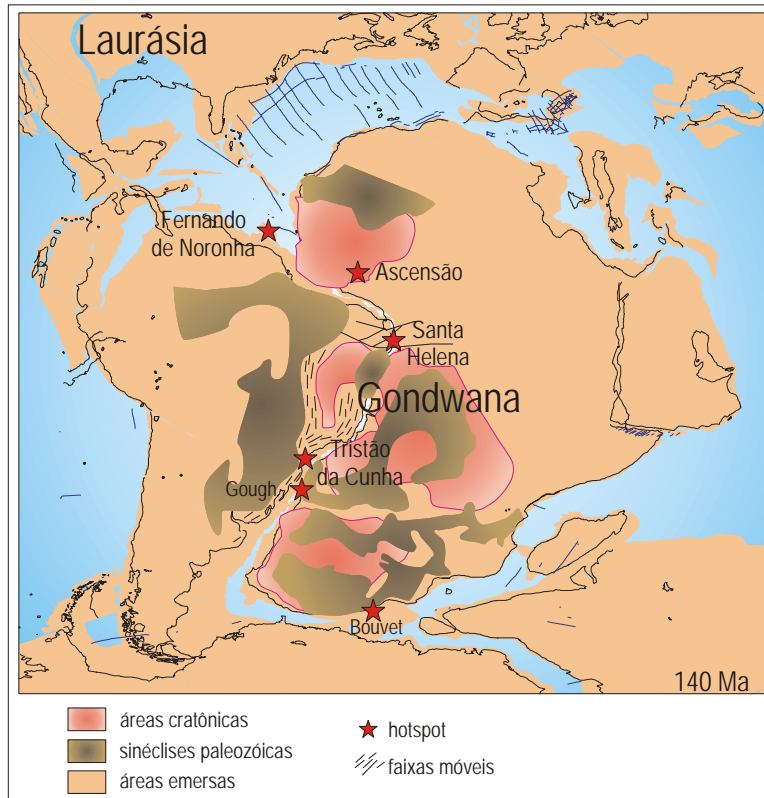 Laurásia
Fernando
de Noronha
Ascensão
Santa
Helena
Gondwana
Tristão
da Cunha
Gough
Bouvet
140 Ma
áreas cratônicas
sinéclises paleozóicas
áreas emersas
hotspot
faixas móveis